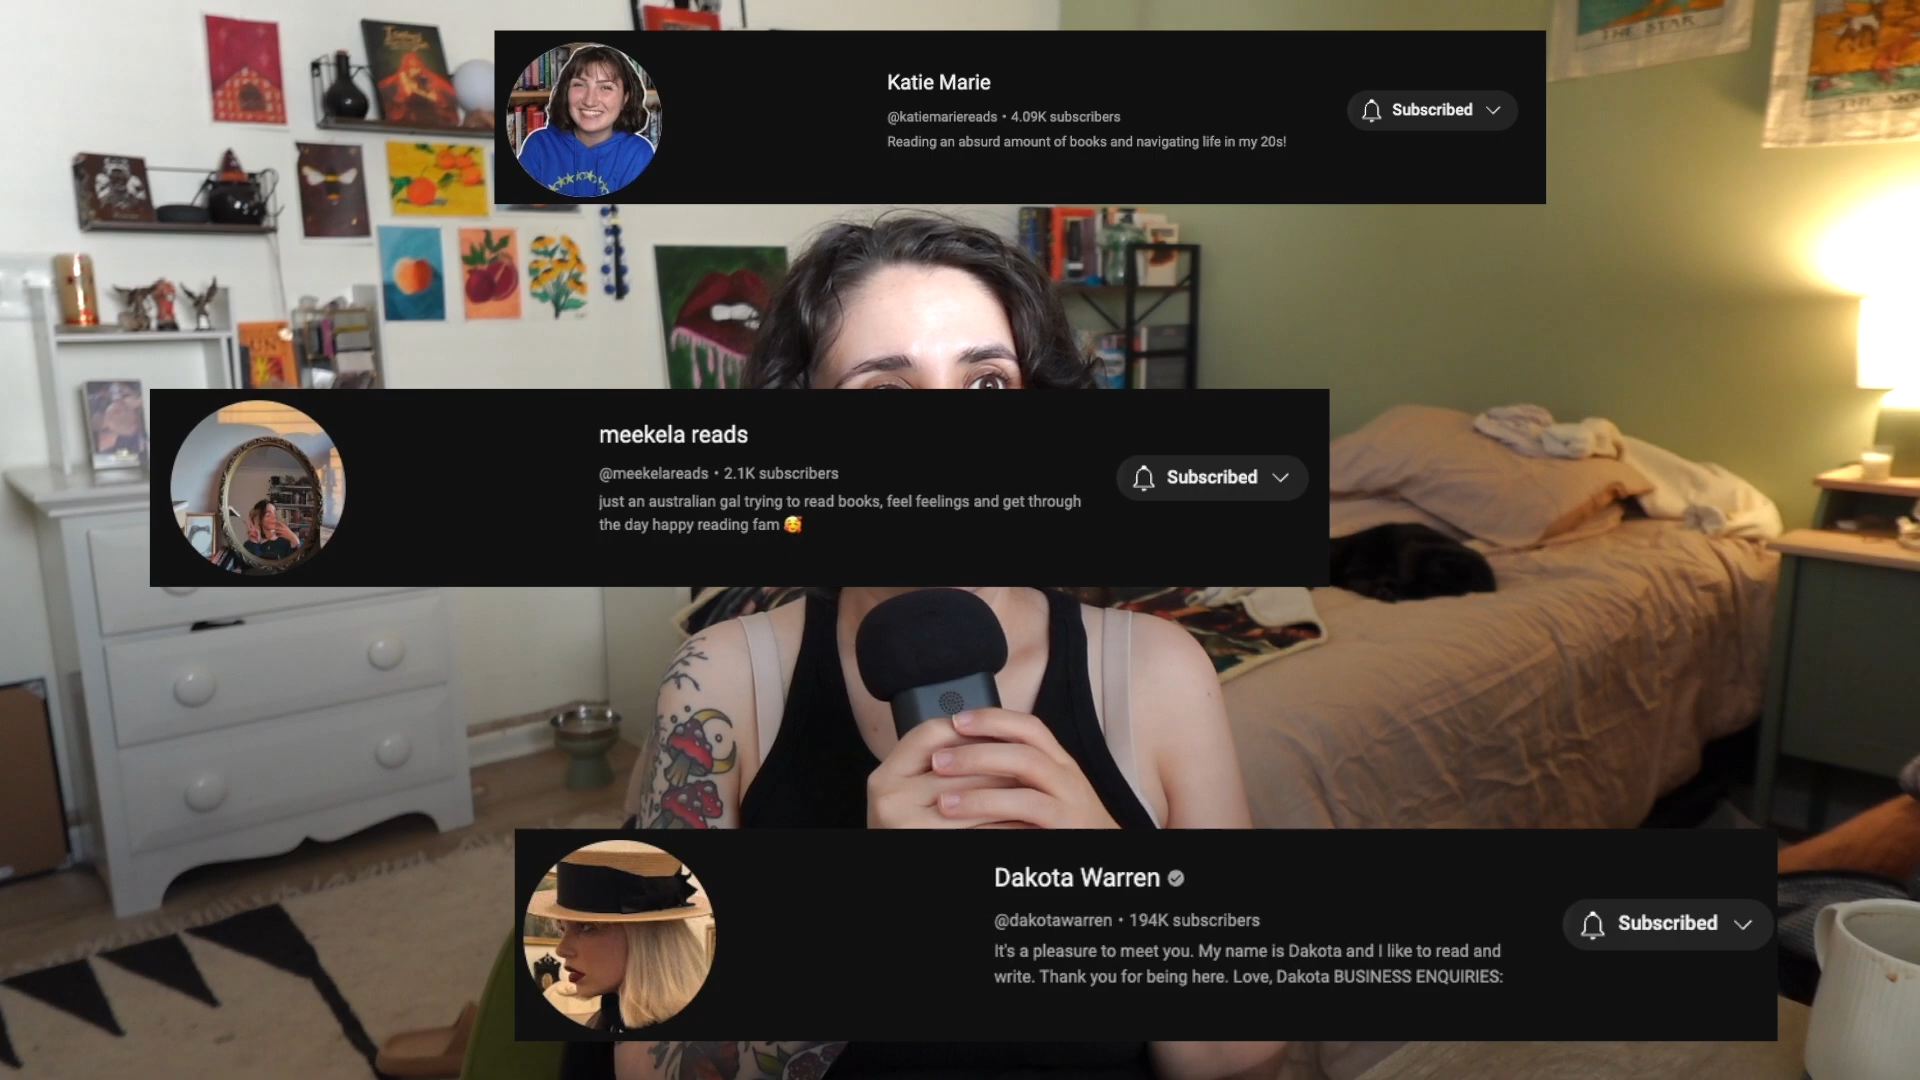 THE STAR
Katie Marie
@katiemariereads • 4.09K subscribers
Reading an absurd amount of books and navigating life in my 20s!
Subscribed
UN
meekela reads
@meekelareads • 2.1K subscribers
just an australian gal trying to read books, feel feelings and get through
the day happy reading fam 🥰
Subscribed
Dakota Warren
@dakotawarren • 194K subscribers
It's a pleasure to meet you. My name is Dakota and I like to read and
write. Thank you for being here. Love, Dakota BUSINESS ENQUIRIES:
Subscribed